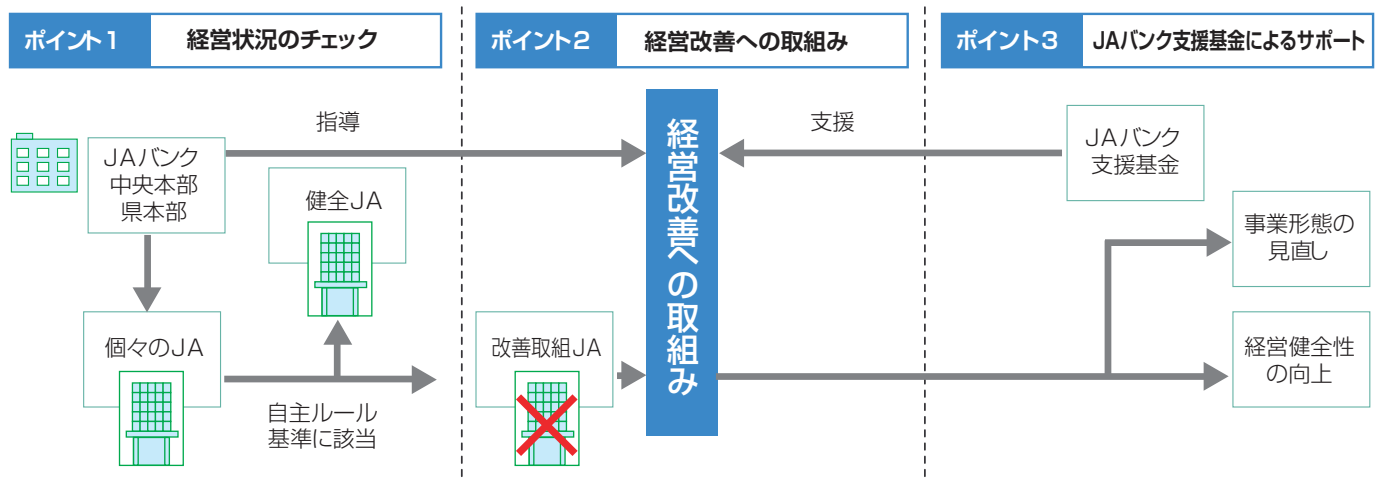 ポイント1
経営状況のチェック
ポイント2
経営改善への取組み
ポイント3
JAバンク支援基金によるサポート
指導
JAバンク
中央本部
県本部
健全JA
個々のJA
自主ルール
基準に該当
改善取組JA
経営改善への取組み
支援
JAバンク
支援基金
事業形態の
見直し
経営健全性
の向上